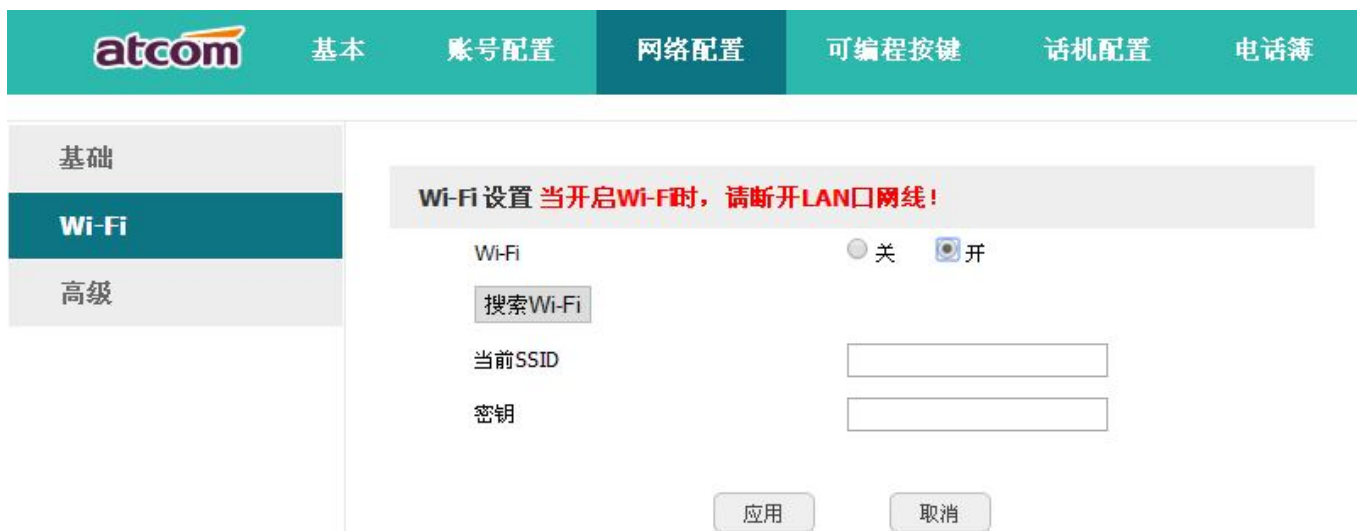 atcom 基本 账号配置 网络配置 可编程按键 话机配置 电话簿
基础
Wi-Fi
高级
Wi-Fi 设置 当开启Wi-Fi时，请断开LAN口网线！
Wi-Fi 关 开
搜索Wi-Fi
当前SSID
密钥
应用 取消